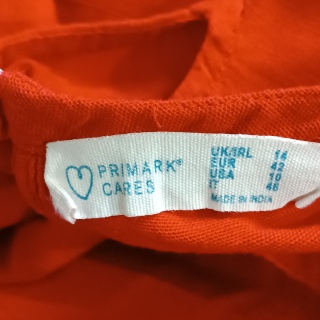 PRIMARK®
CARES
UK/IRL 14
EUR 42
USA 10
IT 46
MADE IN INDIA